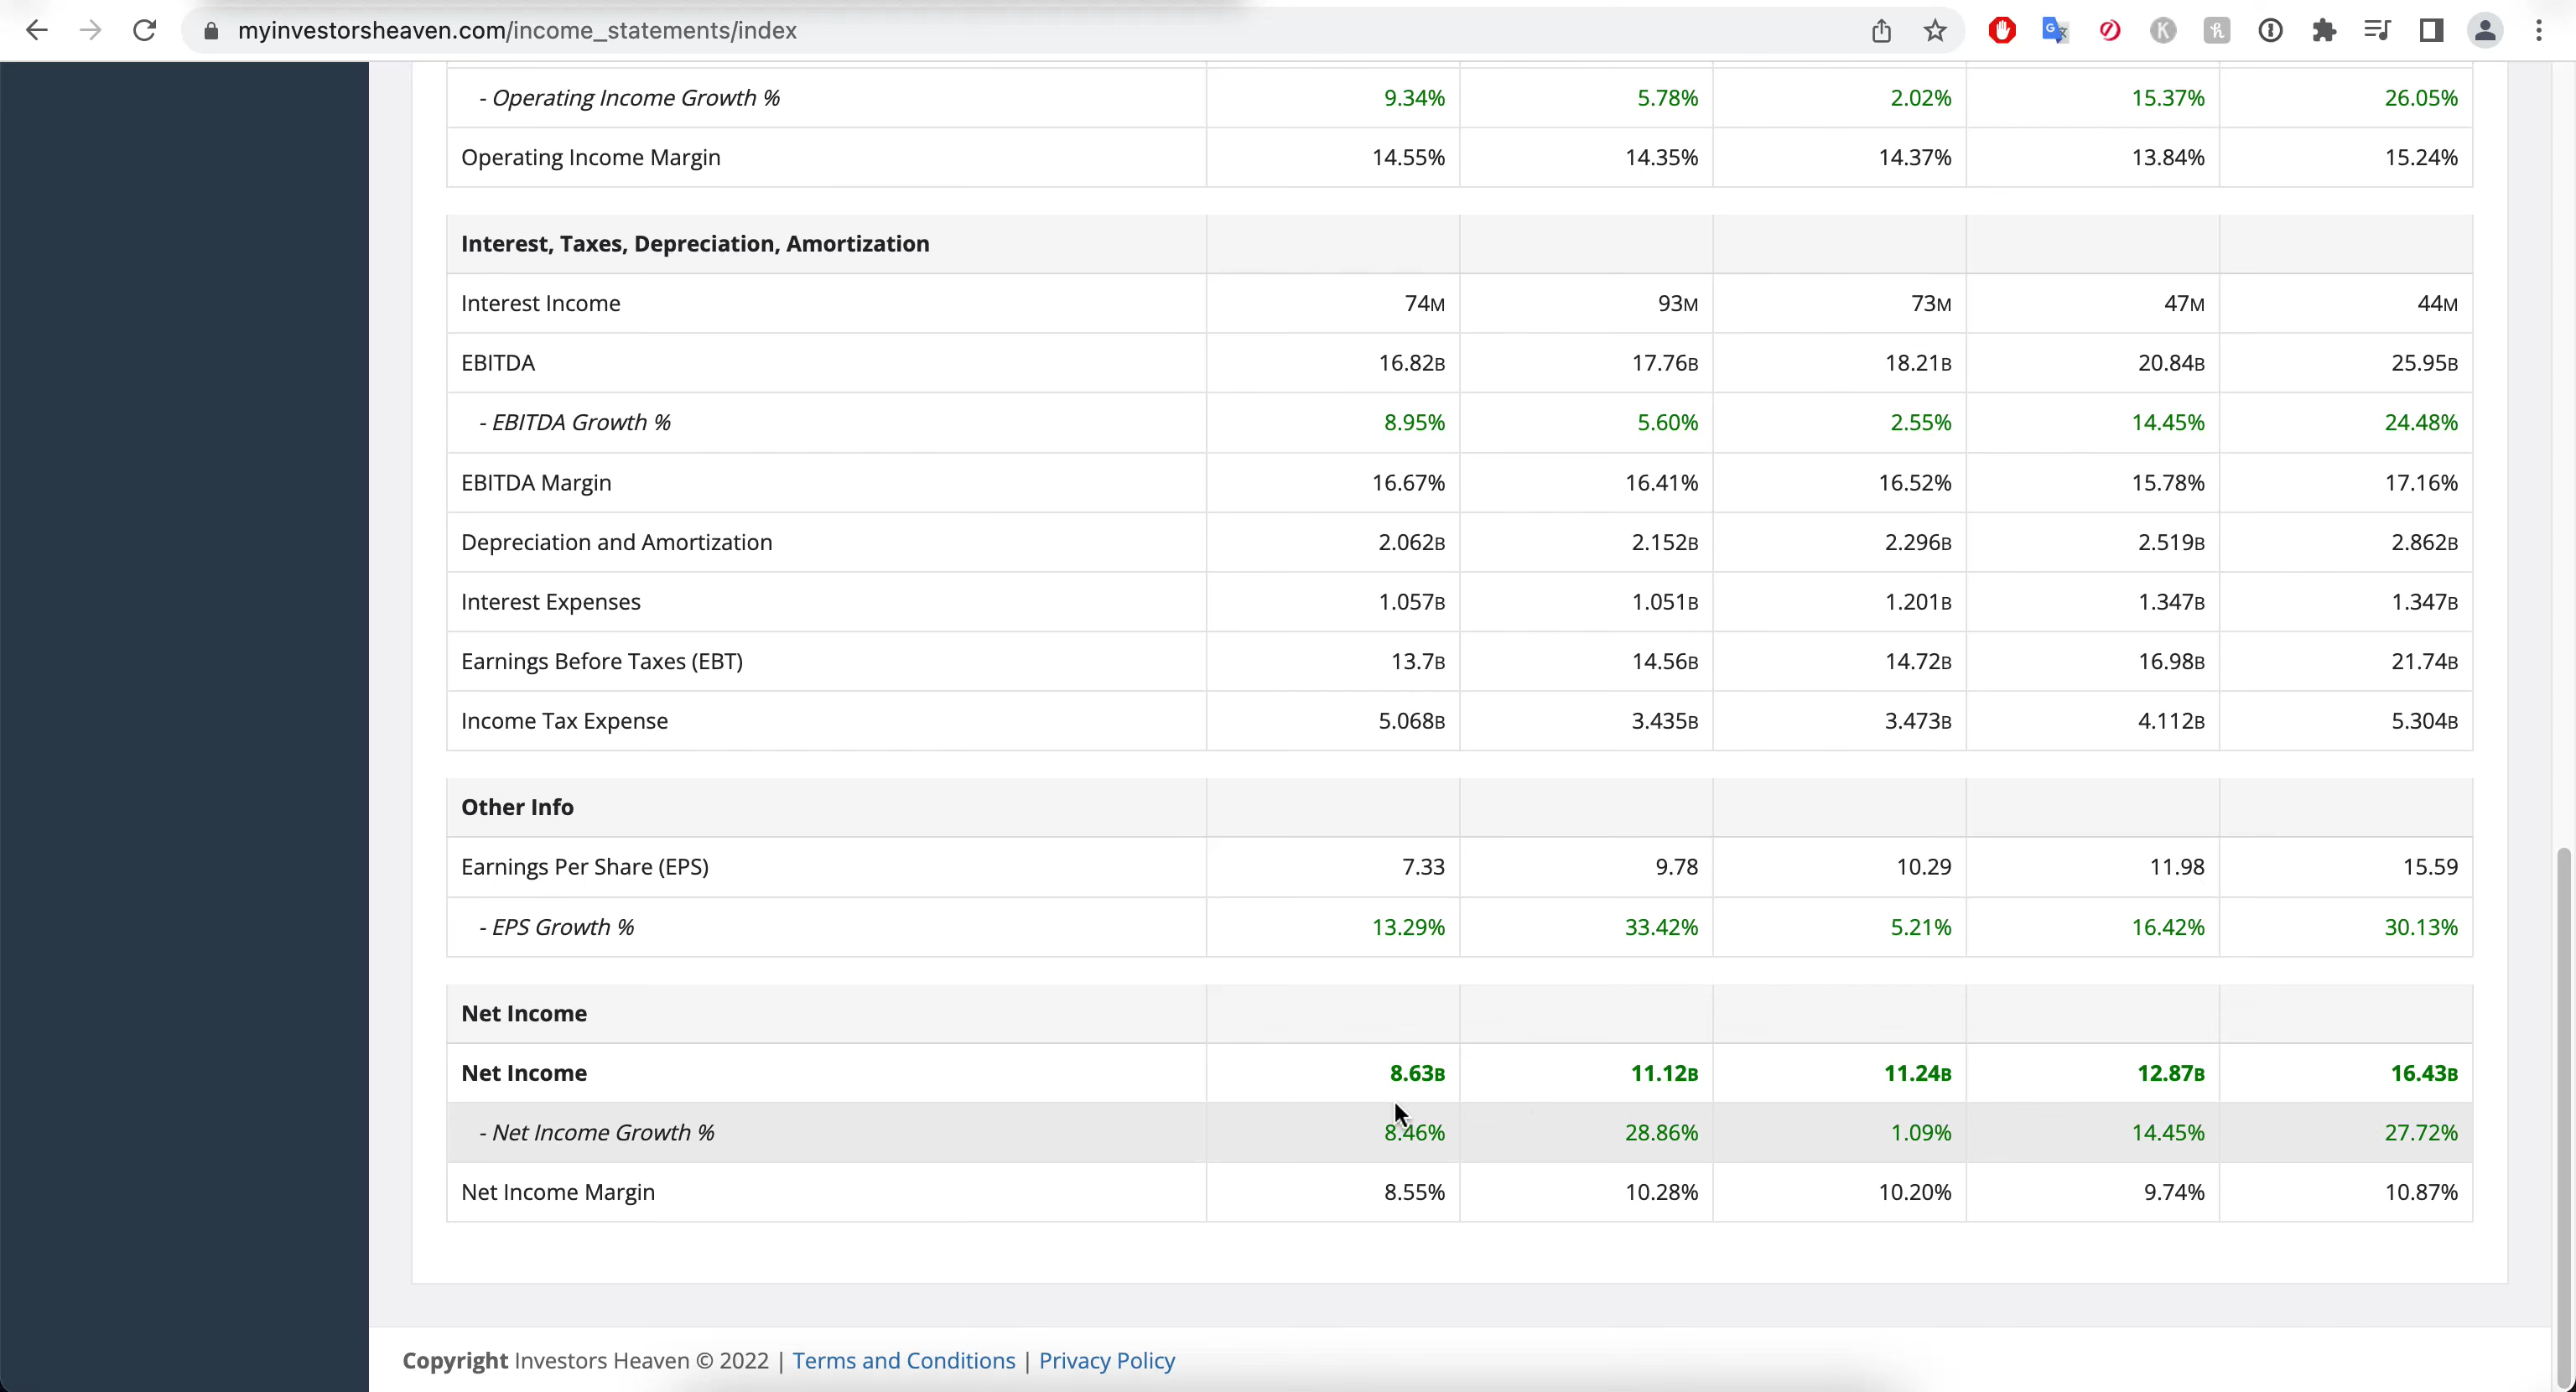 myinvestorsheaven.com/income_statements/index
- Operating Income Growth % 9.34% 5.78% 2.02% 15.37% 26.05%
Operating Income Margin 14.55% 14.35% 14.37% 13.84% 15.24%
Interest, Taxes, Depreciation, Amortization
Interest Income 74M 93M 73M 47M 44M
EBITDA 16.82B 17.76B 18.21B 20.84B 25.95B
- EBITDA Growth % 8.95% 5.60% 2.55% 14.45% 24.48%
EBITDA Margin 16.67% 16.41% 16.52% 15.78% 17.16%
Depreciation and Amortization 2.062B 2.152B 2.296B 2.519B 2.862B
Interest Expenses 1.057B 1.051B 1.201B 1.347B 1.347B
Earnings Before Taxes (EBT) 13.7B 14.56B 14.72B 16.98B 21.74B
Income Tax Expense 5.068B 3.435B 3.473B 4.112B 5.304B
Other Info
Earnings Per Share (EPS) 7.33 9.78 10.29 11.98 15.59
- EPS Growth % 13.29% 33.42% 5.21% 16.42% 30.13%
Net Income
Net Income 8.63B 11.12B 11.24B 12.87B 16.43B
- Net Income Growth % 8.46% 28.86% 1.09% 14.45% 27.72%
Net Income Margin 8.55% 10.28% 10.20% 9.74% 10.87%
Copyright Investors Heaven © 2022 | Terms and Conditions | Privacy Policy